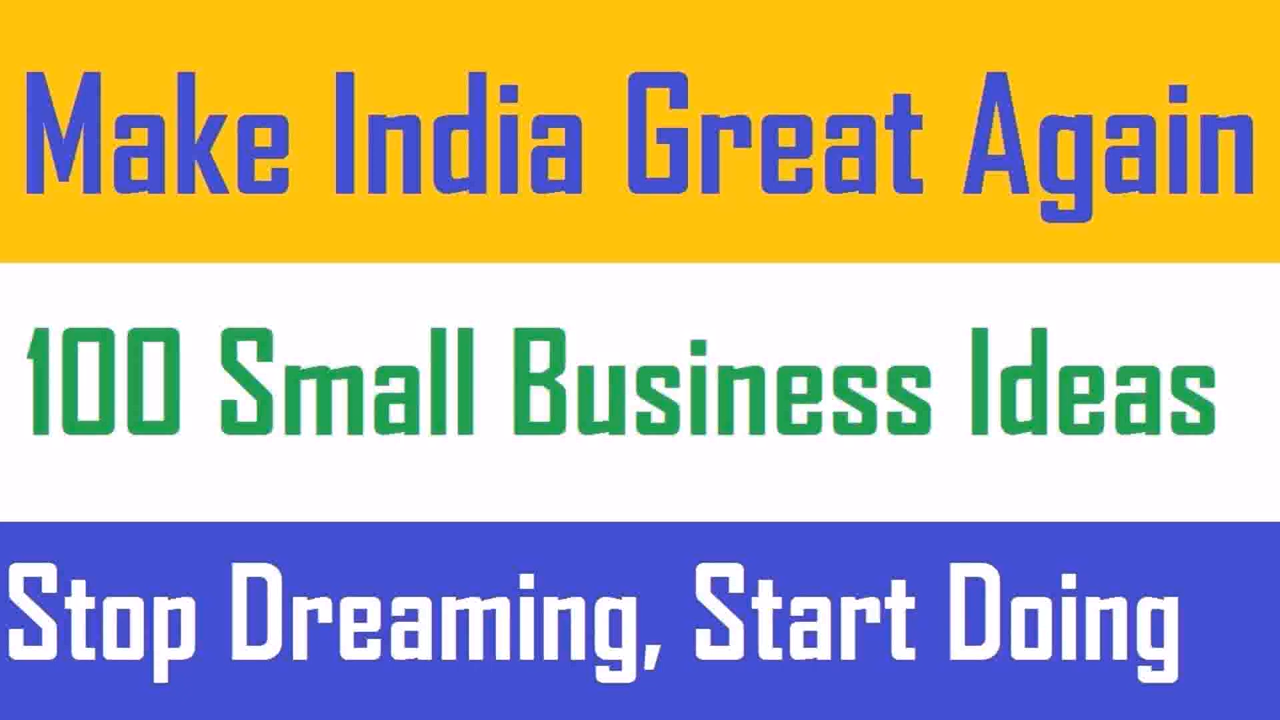 Make India Great Again
100 Small Business Ideas
Stop Dreaming, Start Doing